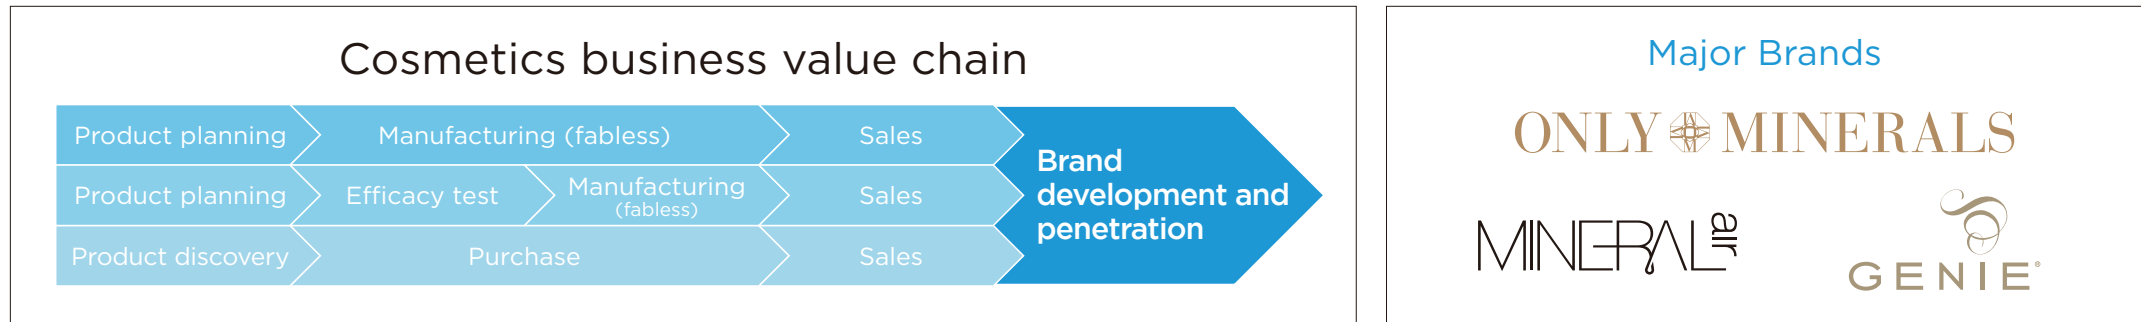 Cosmetics business value chain
Product planning
Manufacturing (fabless)
Sales
Product planning
Efficacy test
Manufacturing
(fabless)
Sales
Product discovery
Purchase
Sales
Brand
development and
penetration
Major Brands
ONLY MINERALS
MINERAL air
GENIE®